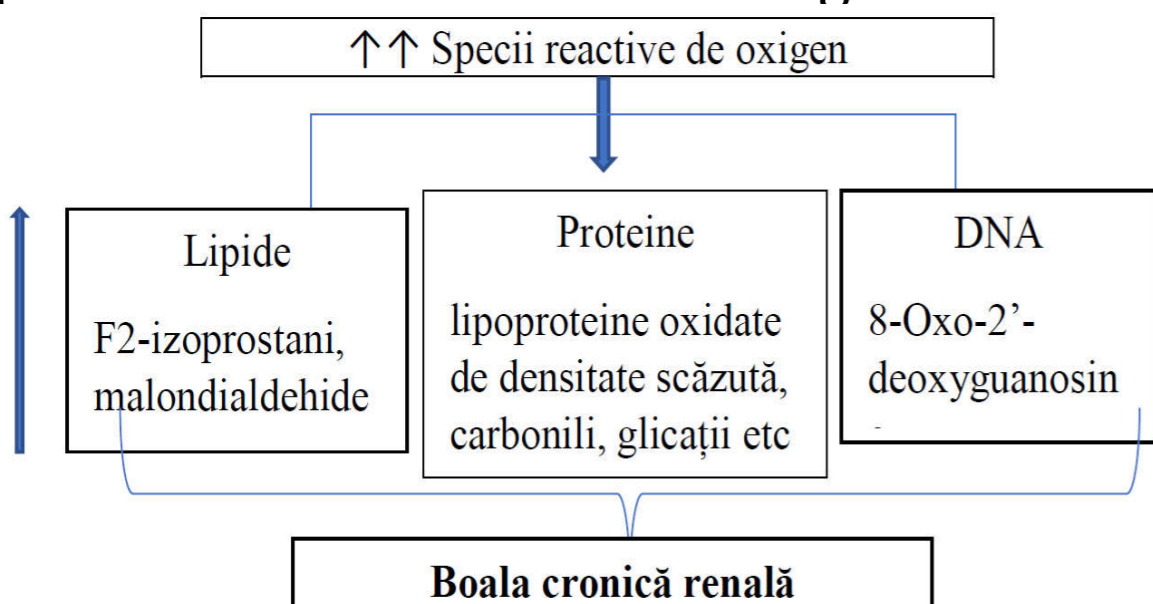 ↑↑ Specii reactive de oxigen
Lipide
F2-izoprostani,
malondialdehide
Proteine
lipoproteine oxidate
de densitate scăzută,
carbonili, glicații etc
DNA
8-Oxo-2’-
deoxyguanosin
Boala cronică renală